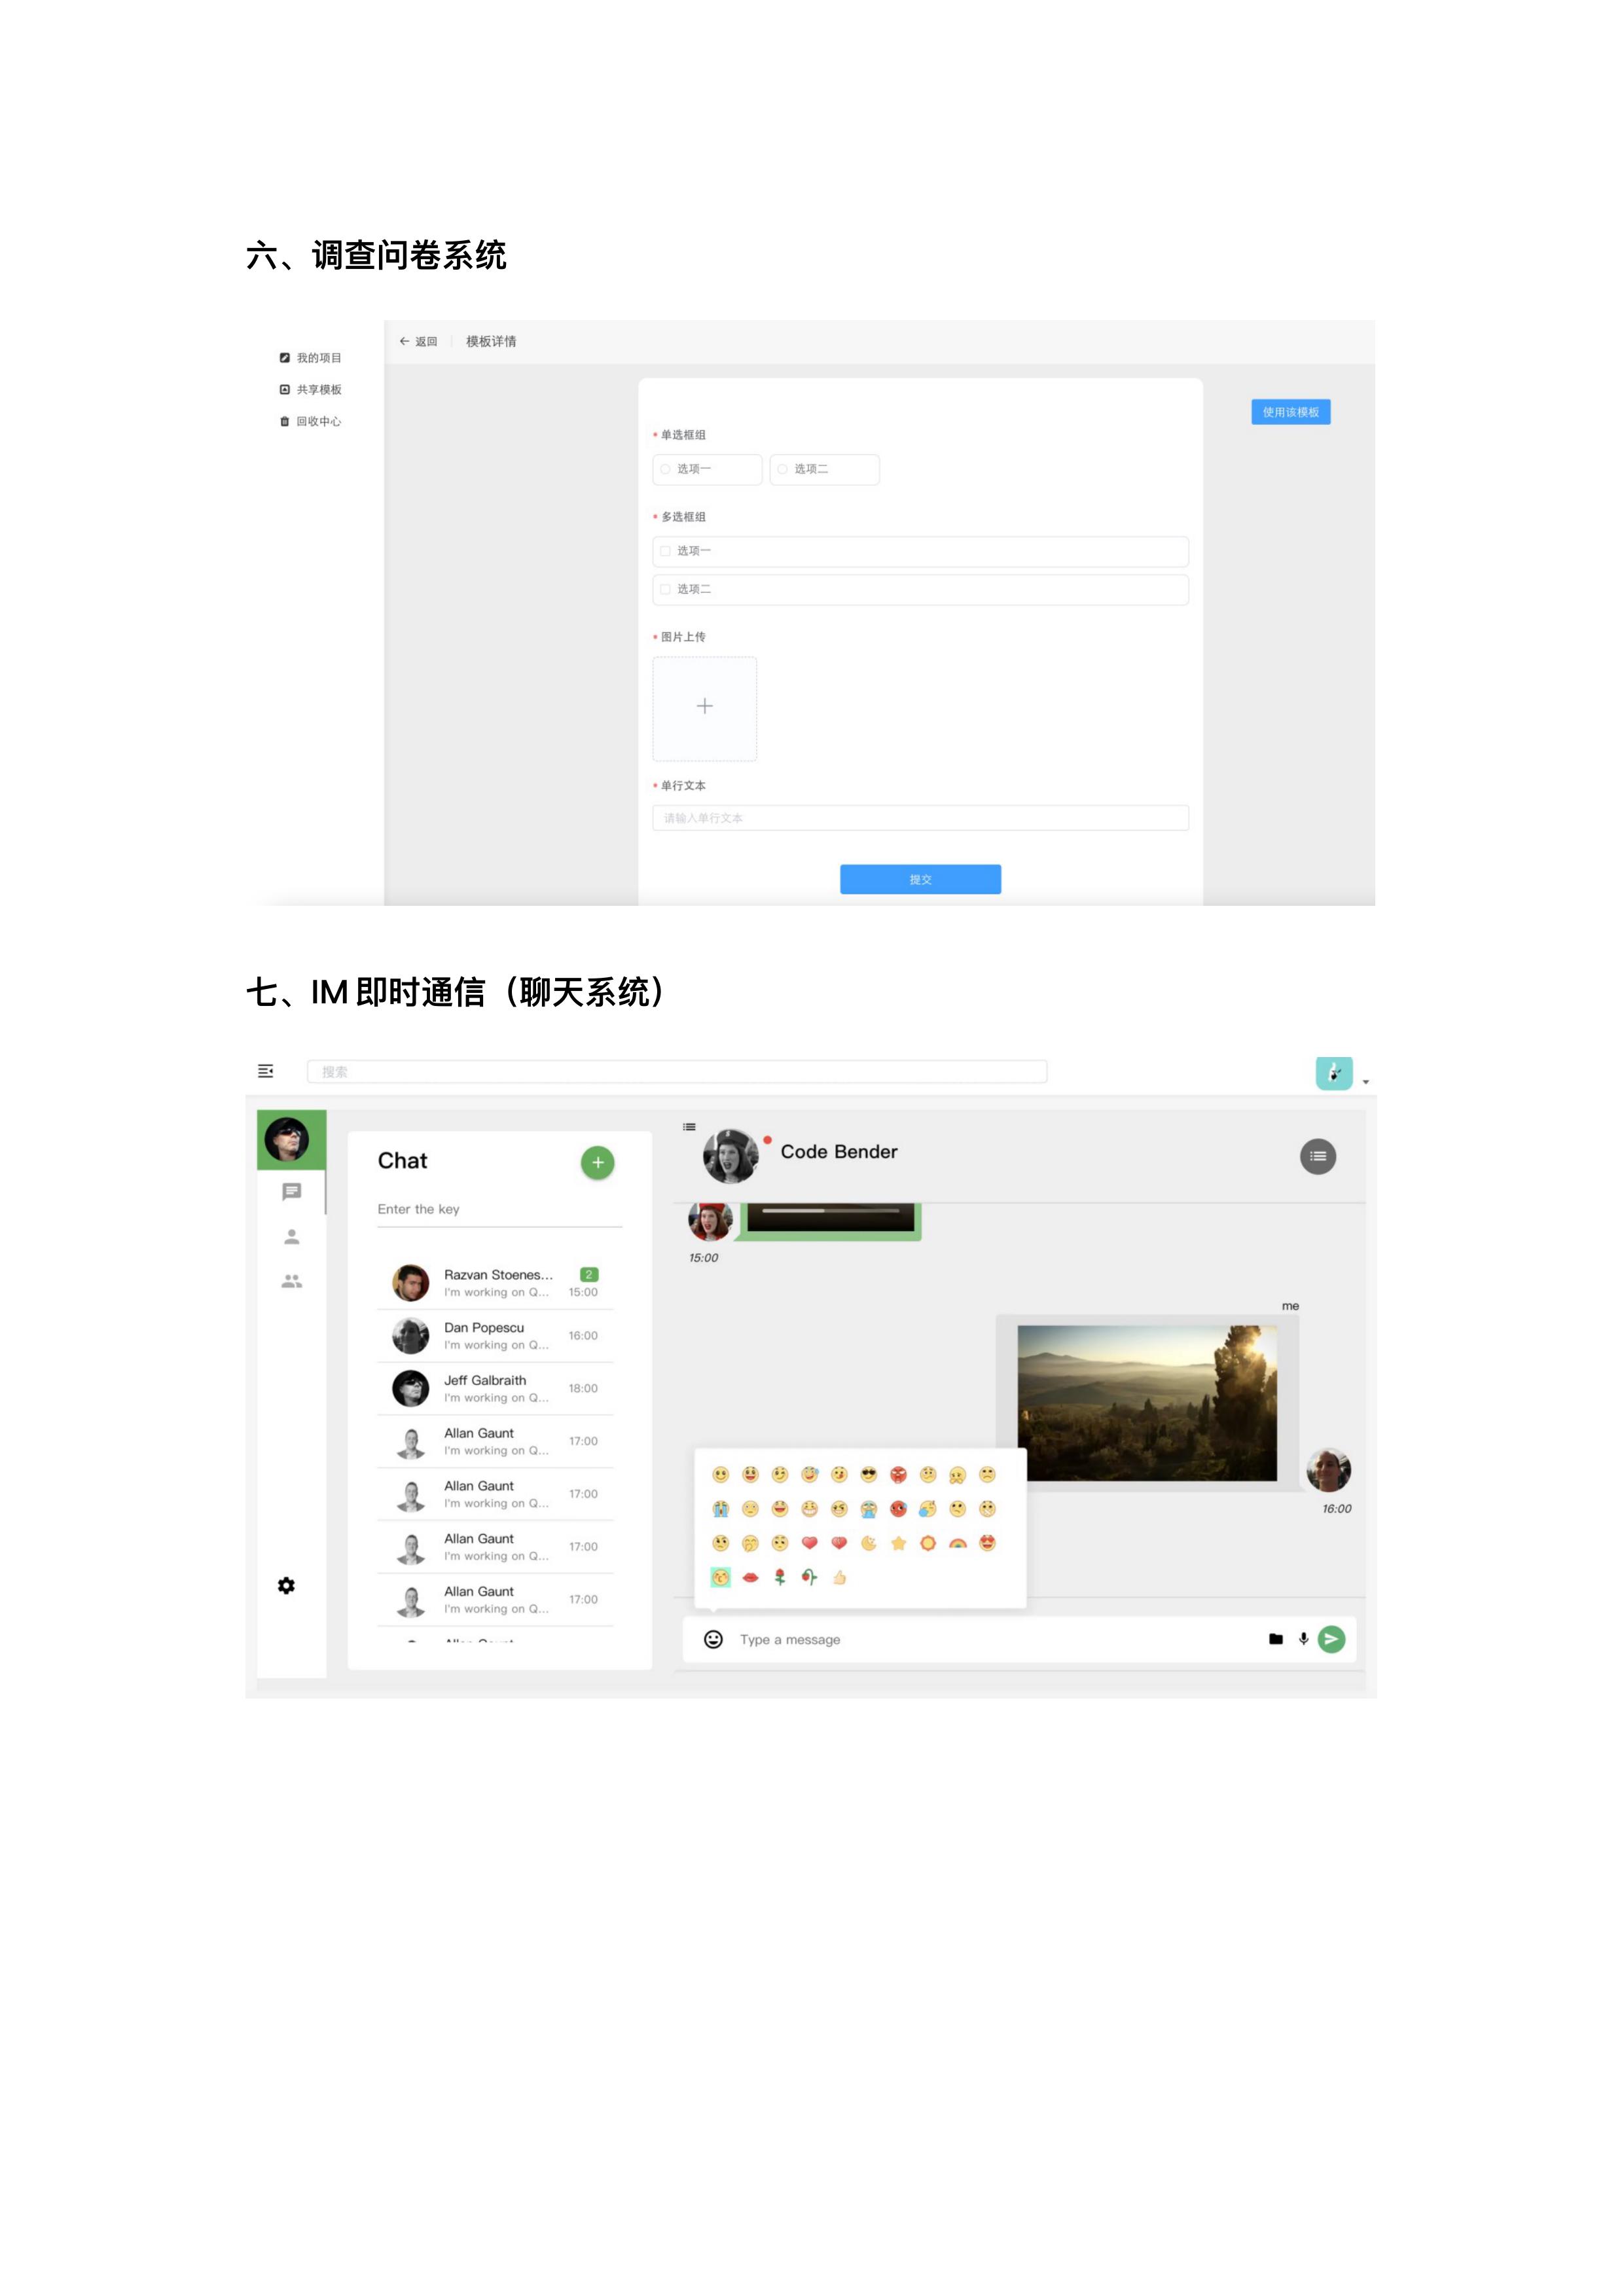 六、调查问卷系统
← 返回 模板详情
我的项目
共享模板
回收中心
使用该模板
* 单选框组
选项一 选项二
* 多选框组
选项一
选项二
* 图片上传
* 单行文本
请输入单行文本
提交
七、IM 即时通信（聊天系统）
搜索
Chat
Enter the key
Razvan Stoenes... 2
I'm working on Q... 15:00
Dan Popescu
I'm working on Q... 16:00
Jeff Galbraith
I'm working on Q... 18:00
Allan Gaunt
I'm working on Q... 17:00
Allan Gaunt
I'm working on Q... 17:00
Allan Gaunt
I'm working on Q... 17:00
Allan Gaunt
I'm working on Q... 17:00
Code Bender
15:00
me
16:00
Type a message